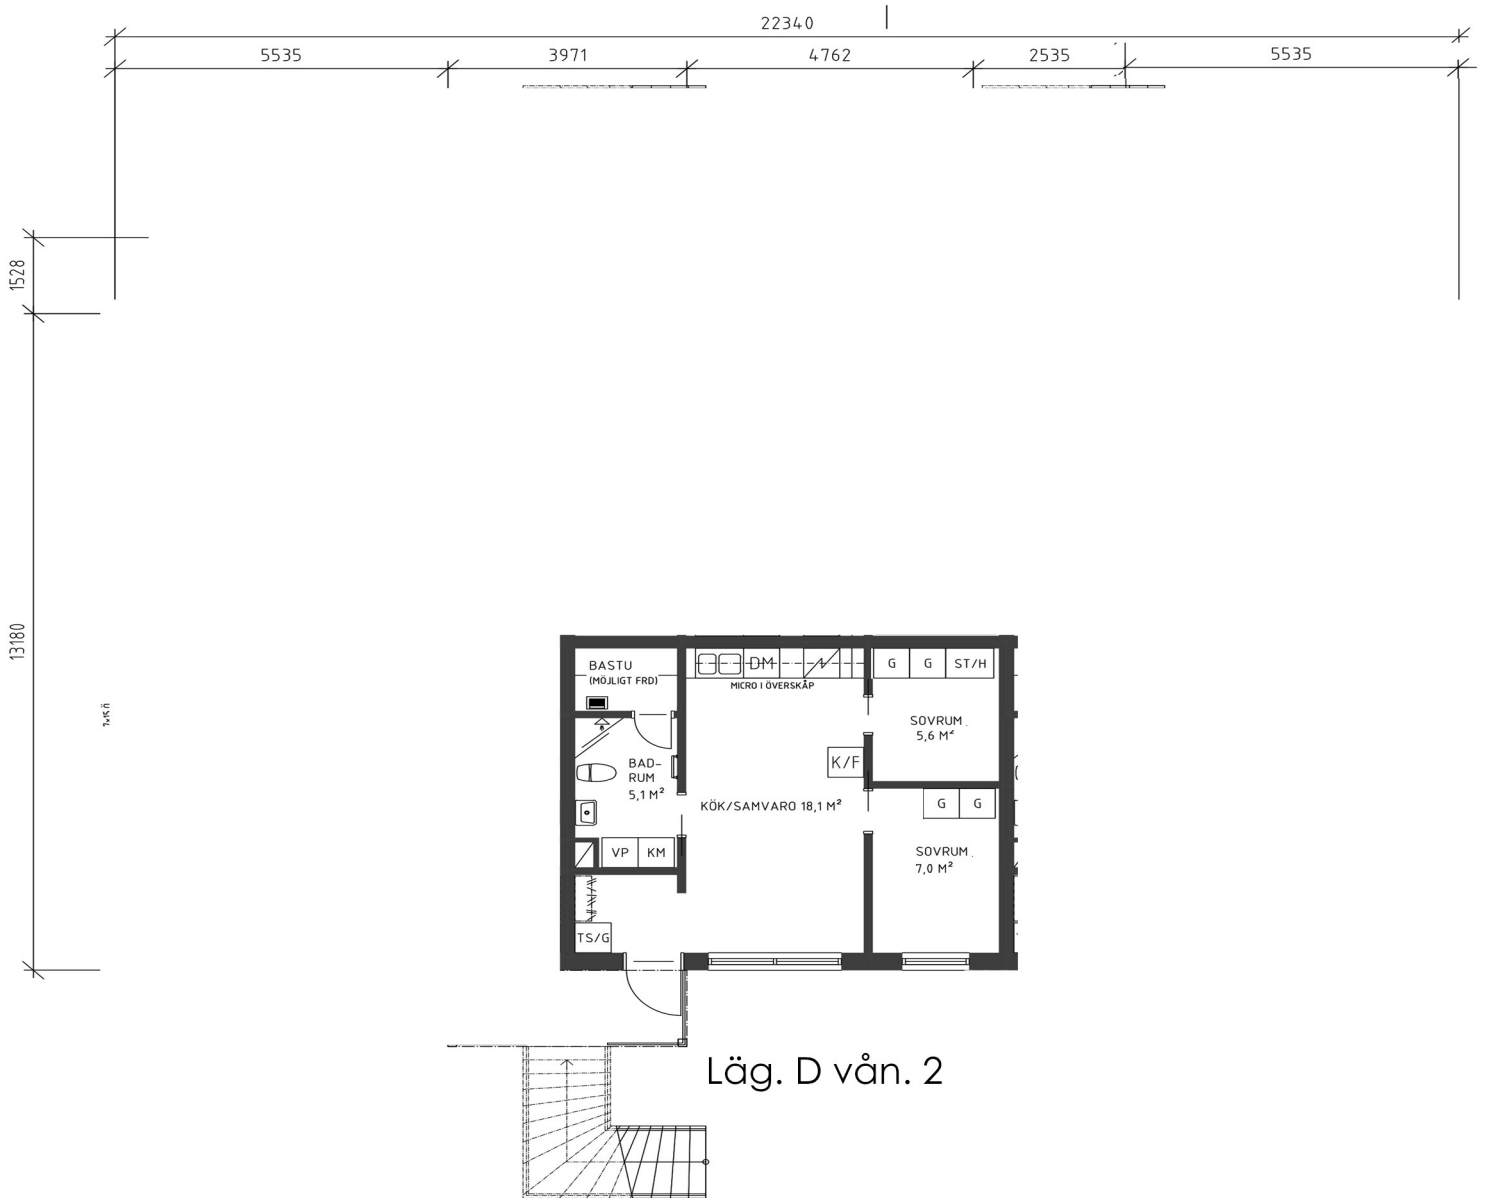 22340
5535
3971
4762
2535
5535
1528
13180
BASTU
(MÖJLIGT FRD)
DM
MICRO I ÖVERSKÅP
G
G
ST/H
SOVRUM
5,6 M²
K/F
BAD-
RUM
5,1 M²
KÖK/SAMVARO 18,1 M²
G
G
VP
KM
SOVRUM
7,0 M²
TS/G
Läg. D vån. 2